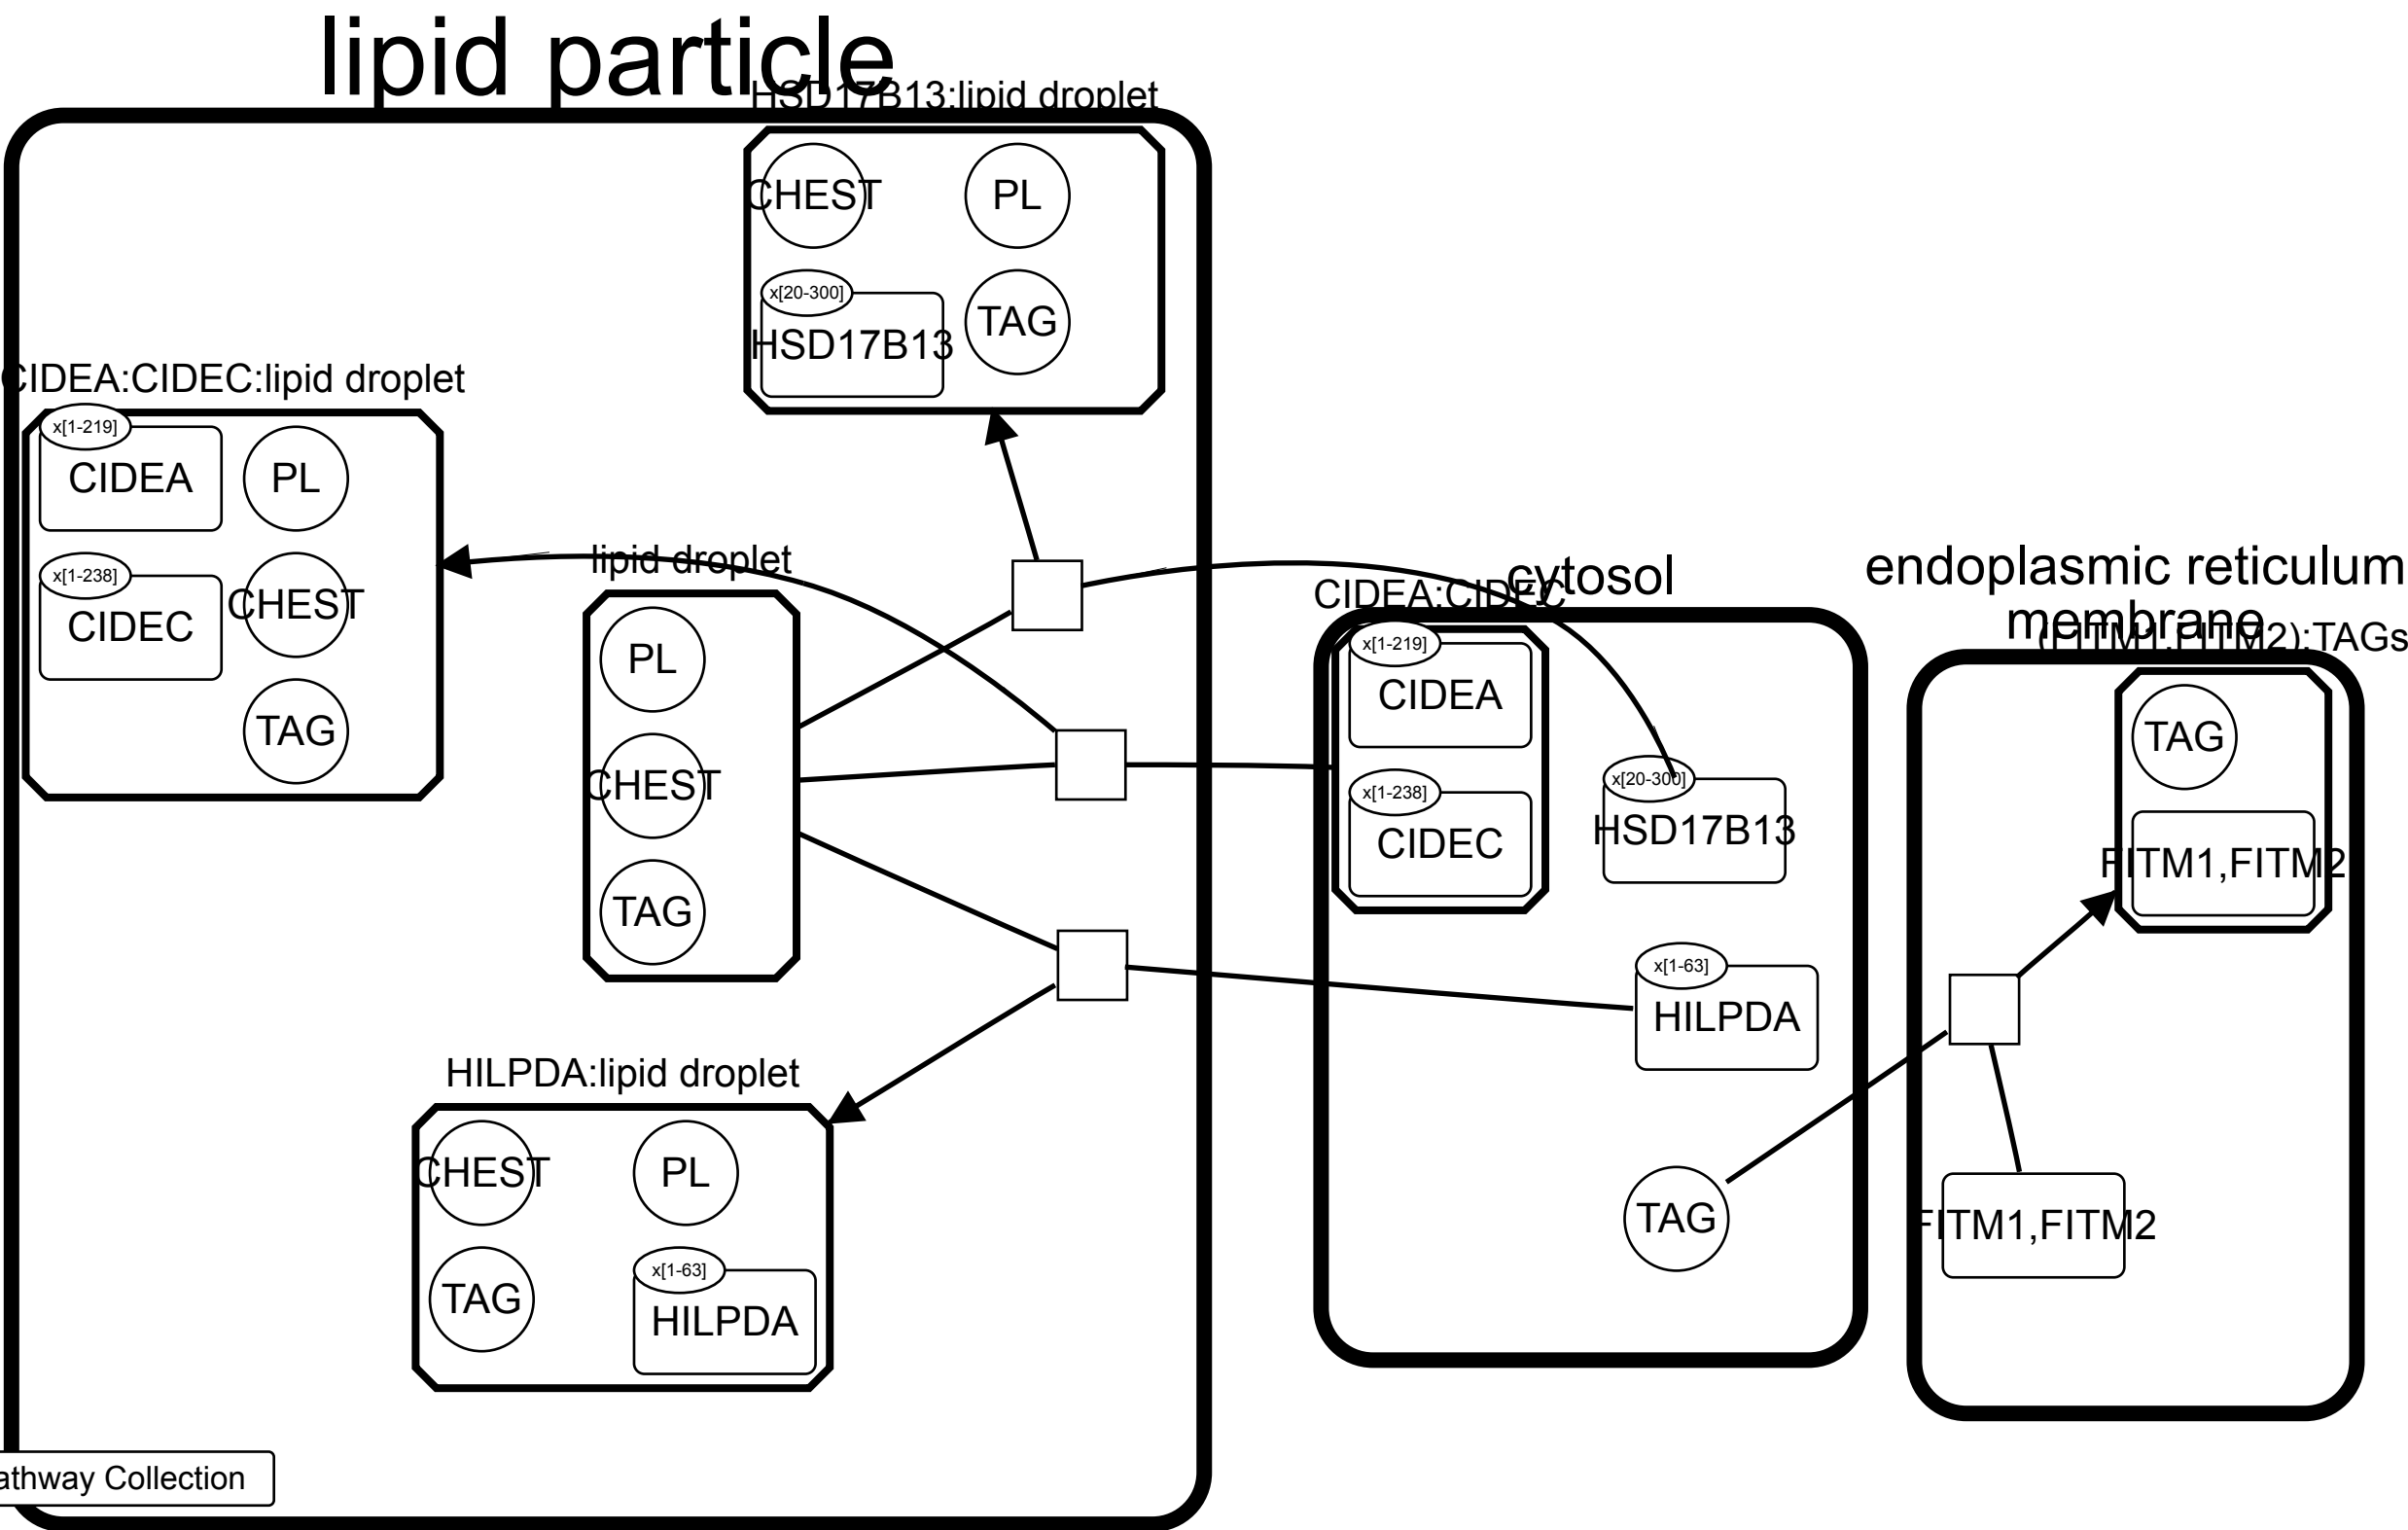 lipid particle
HSD17B13:lipid droplet
CHEST
PL
x[20-300]
HSD17B13
TAG
CIDEA:CIDEC:lipid droplet
x[1-219]
CIDEA
PL
x[1-238]
CIDEC
CHEST
TAG
lipid droplet
PL
CHEST
TAG
HILPDA:lipid droplet
CHEST
PL
TAG
x[1-63]
HILPDA
athway Collection
cytosol
CIDEA:CIDEC
x[1-219]
CIDEA
x[1-238]
CIDEC
x[20-300]
HSD17B13
x[1-63]
HILPDA
TAG
endoplasmic reticulum
membrane
(FITM1,FITM2):TAGs
TAG
FITM1,FITM2
FITM1,FITM2